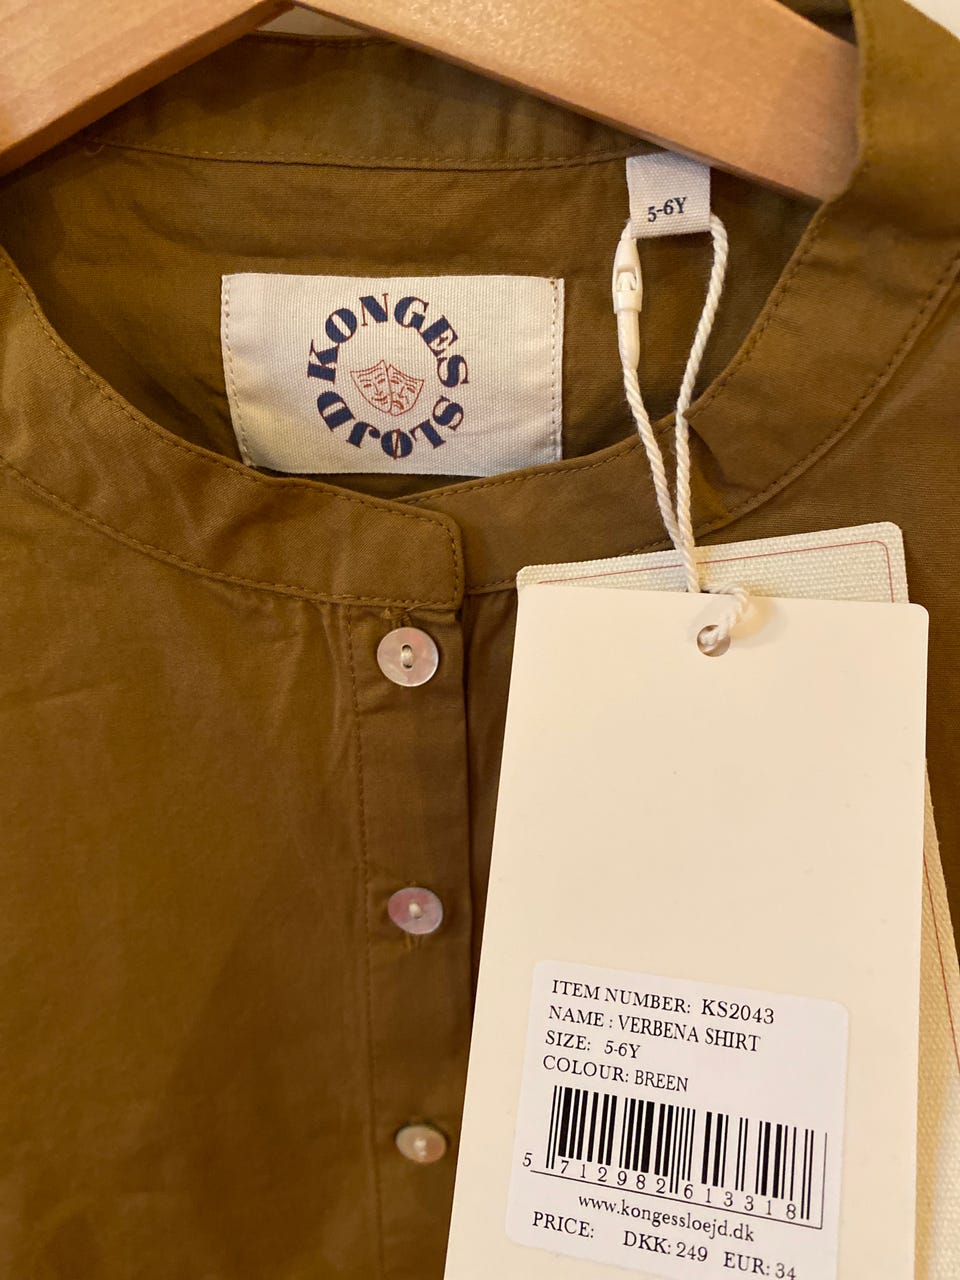 5-6Y
KONGES SLØJD
ITEM NUMBER: KS2043
NAME : VERBENA SHIRT
SIZE: 5-6Y
COLOUR: BREEN
5 712982 613318
www.kongessloejd.dk
PRICE: DKK: 249 EUR: 34